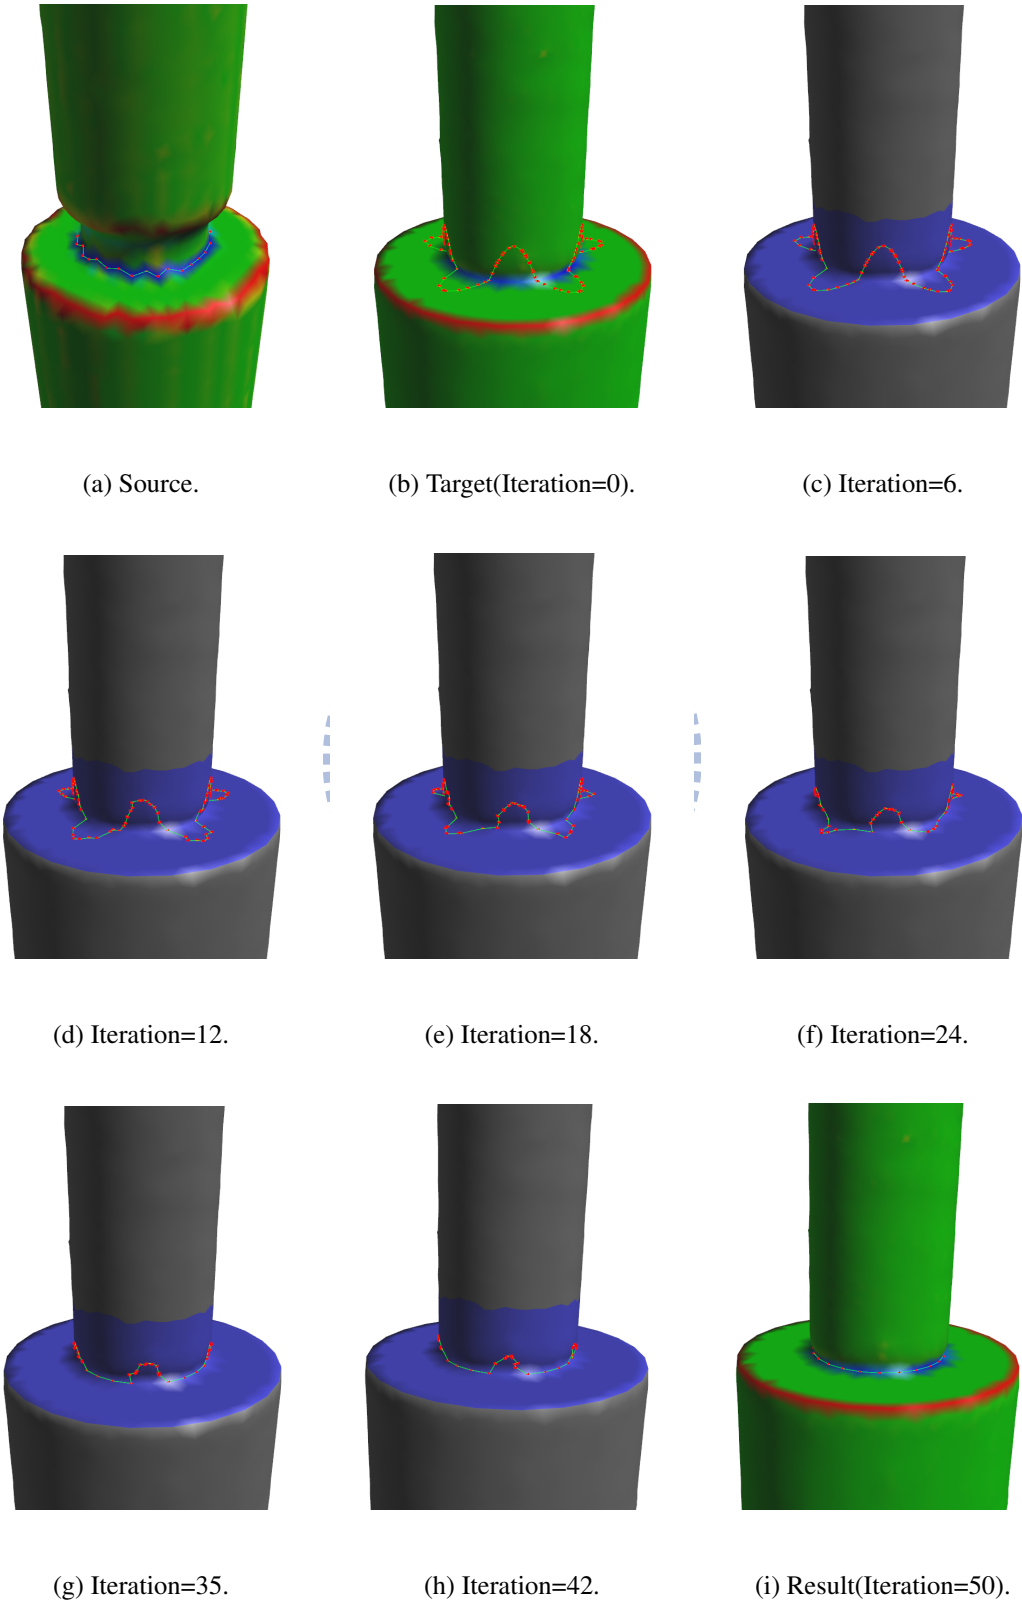 (a) Source.
(b) Target(Iteration=0).
(c) Iteration=6.
(d) Iteration=12.
(e) Iteration=18.
(f) Iteration=24.
(g) Iteration=35.
(h) Iteration=42.
(i) Result(Iteration=50).